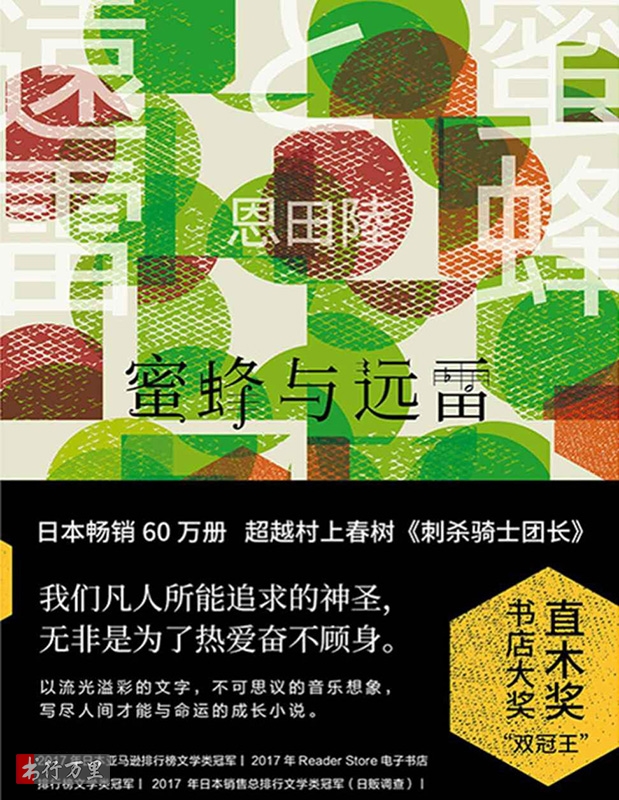 蜜蜂
と
遠雷
恩田陸
蜜蜂与远雷
日本畅销 60 万册 超越村上春树《刺杀骑士团长》
我们凡人所能追求的神圣，
无非是为了热爱奋不顾身。
以流光溢彩的文字，不可思议的音乐想象，
写尽人间才能与命运的成长小说。
直木奖
书店大奖
“双冠王”
亚马逊排行榜文学类冠军丨 2017 年 Reader Store 电子书店
排行榜文学类冠军丨 2017 年日本销售总排行文学类冠军（日贩调查）丨
书行万里